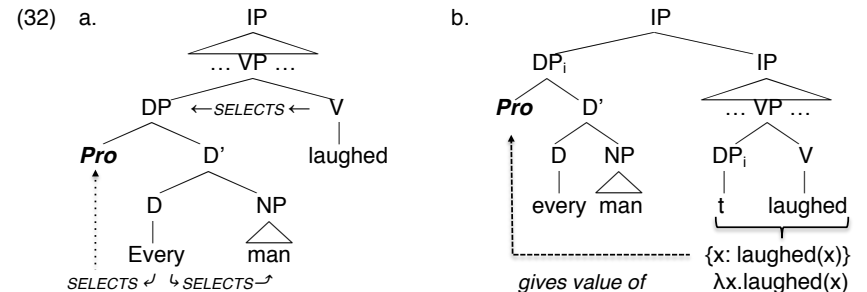 (32) a. IP b. IP
… VP … DPi IP
DP ←SELECTS← V Pro D’ … VP …
Pro D’ laughed D NP DPi V
D NP every man t laughed
Every man {x: laughed(x)}
SELECTS ↲ ↳SELECTS⤴ gives value of λx.laughed(x)